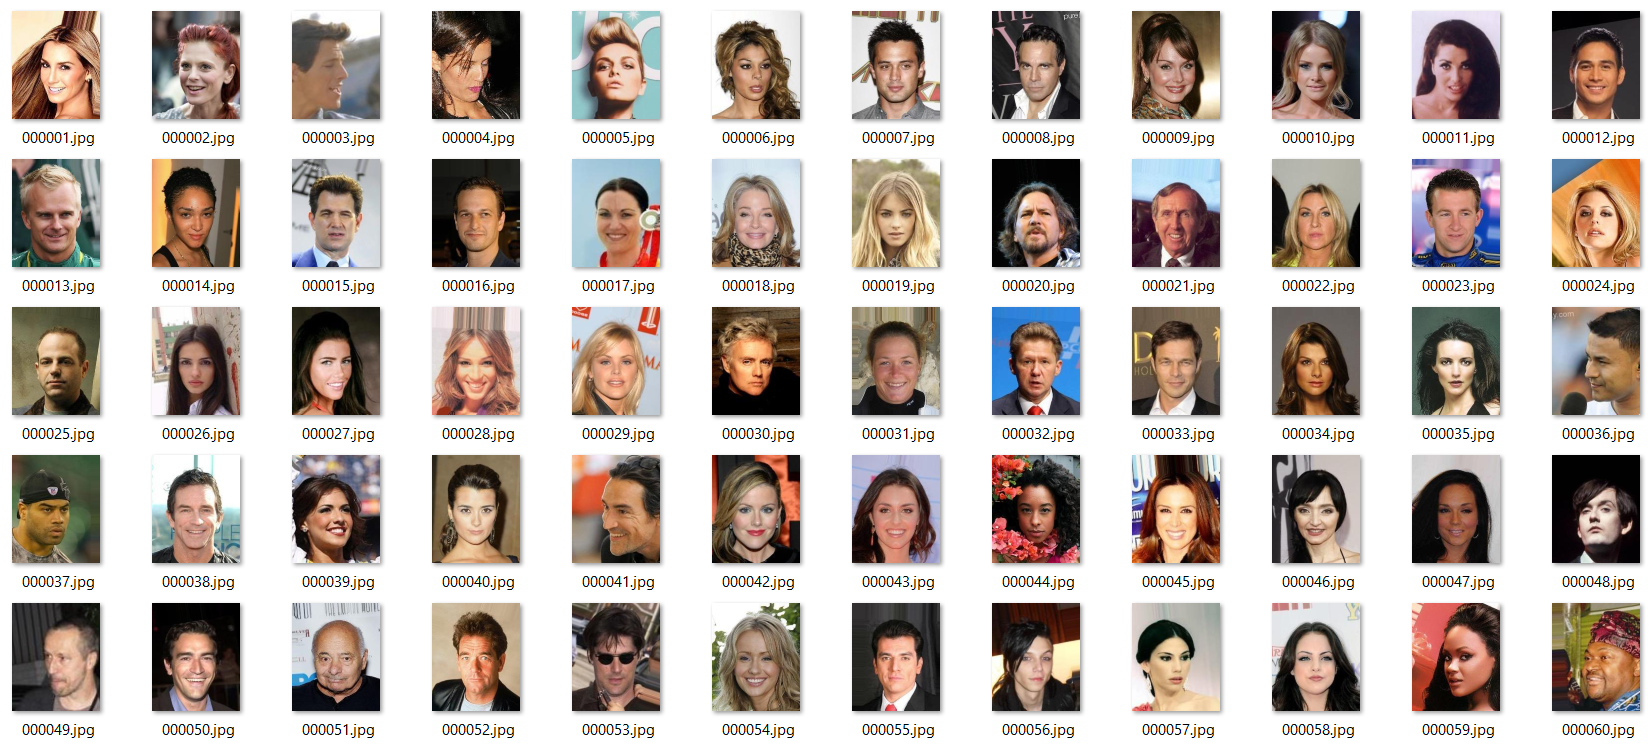 000001.jpg 000002.jpg 000003.jpg 000004.jpg 000005.jpg 000006.jpg 000007.jpg 000008.jpg 000009.jpg 000010.jpg 000011.jpg 000012.jpg
000013.jpg 000014.jpg 000015.jpg 000016.jpg 000017.jpg 000018.jpg 000019.jpg 000020.jpg 000021.jpg 000022.jpg 000023.jpg 000024.jpg
000025.jpg 000026.jpg 000027.jpg 000028.jpg 000029.jpg 000030.jpg 000031.jpg 000032.jpg 000033.jpg 000034.jpg 000035.jpg 000036.jpg
000037.jpg 000038.jpg 000039.jpg 000040.jpg 000041.jpg 000042.jpg 000043.jpg 000044.jpg 000045.jpg 000046.jpg 000047.jpg 000048.jpg
000049.jpg 000050.jpg 000051.jpg 000052.jpg 000053.jpg 000054.jpg 000055.jpg 000056.jpg 000057.jpg 000058.jpg 000059.jpg 000060.jpg